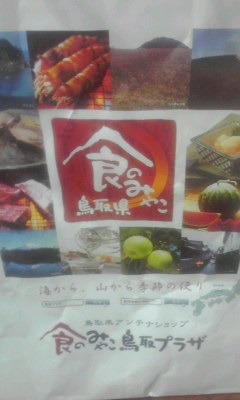 食のみやこ
鳥取県
海から、山から季節の便り
鳥取県アンテナショップ
食のみやこ鳥取プラザ